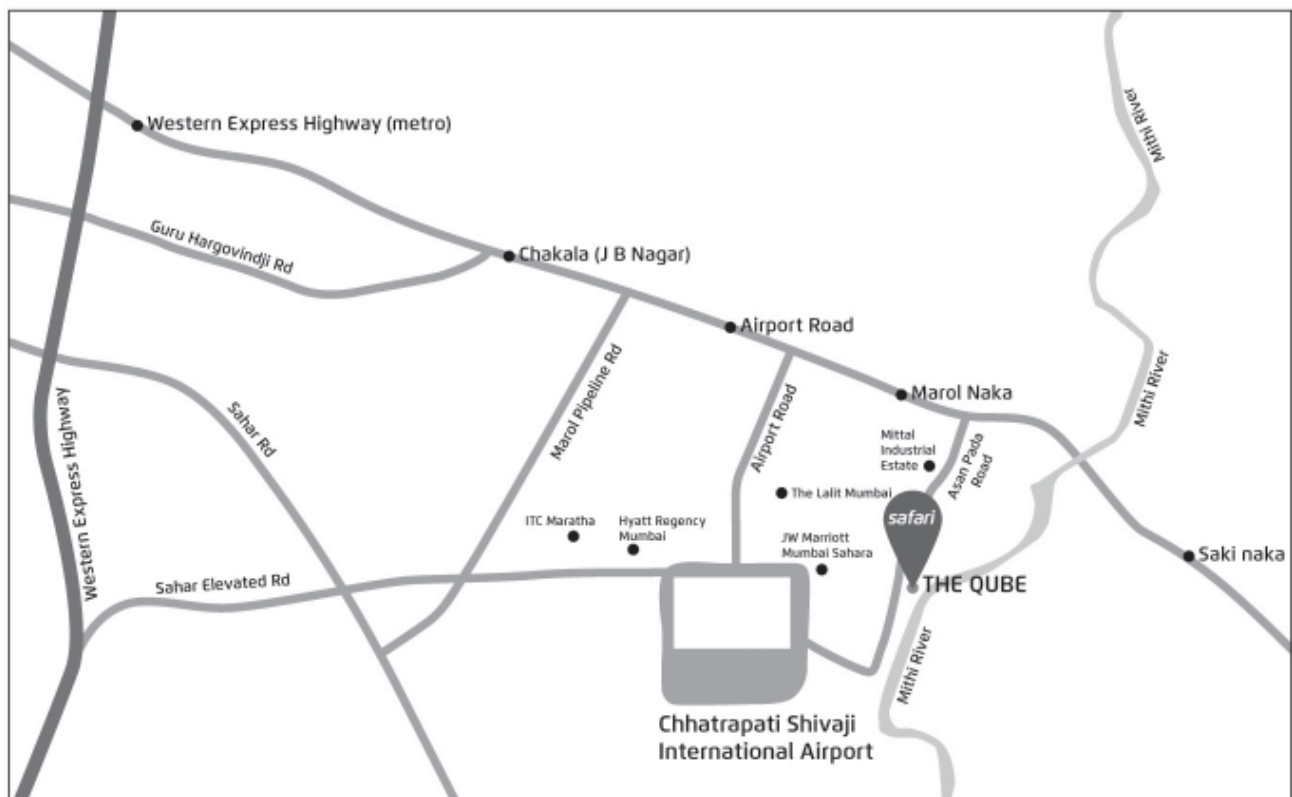 Mithi River
Western Express Highway (metro)
Guru Hargovindji Rd
Chakala (J B Nagar)
Airport Road
Marol Pipeline Rd
Mithi River
Marol Naka
Western Express Highway
Sahar Rd
Airport Road
Mittal
Industrial
Estate
Asan Pada
Road
The Lalit Mumbai
safari
ITC Maratha
Hyatt Regency
Mumbai
JW Marriott
Mumbai Sahara
Saki naka
Sahar Elevated Rd
THE QUBE
Mithi River
Chhatrapati Shivaji
International Airport